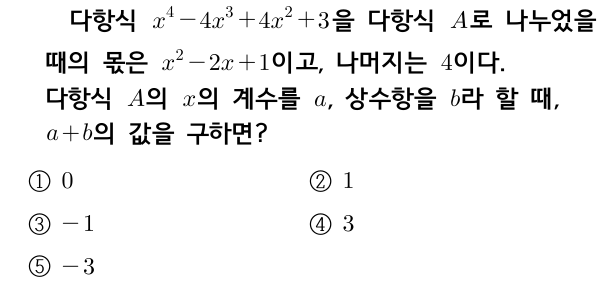 다항식 $x^4-4x^3+4x^2+3$을 다항식 $A$로 나누었을
때의 몫은 $x^2-2x+1$이고, 나머지는 $4$이다.
다항식 $A$의 $x$의 계수를 $a$, 상수항을 $b$라 할 때,
$a+b$의 값을 구하면?
① $0$ ② $1$
③ $-1$ ④ $3$
⑤ $-3$